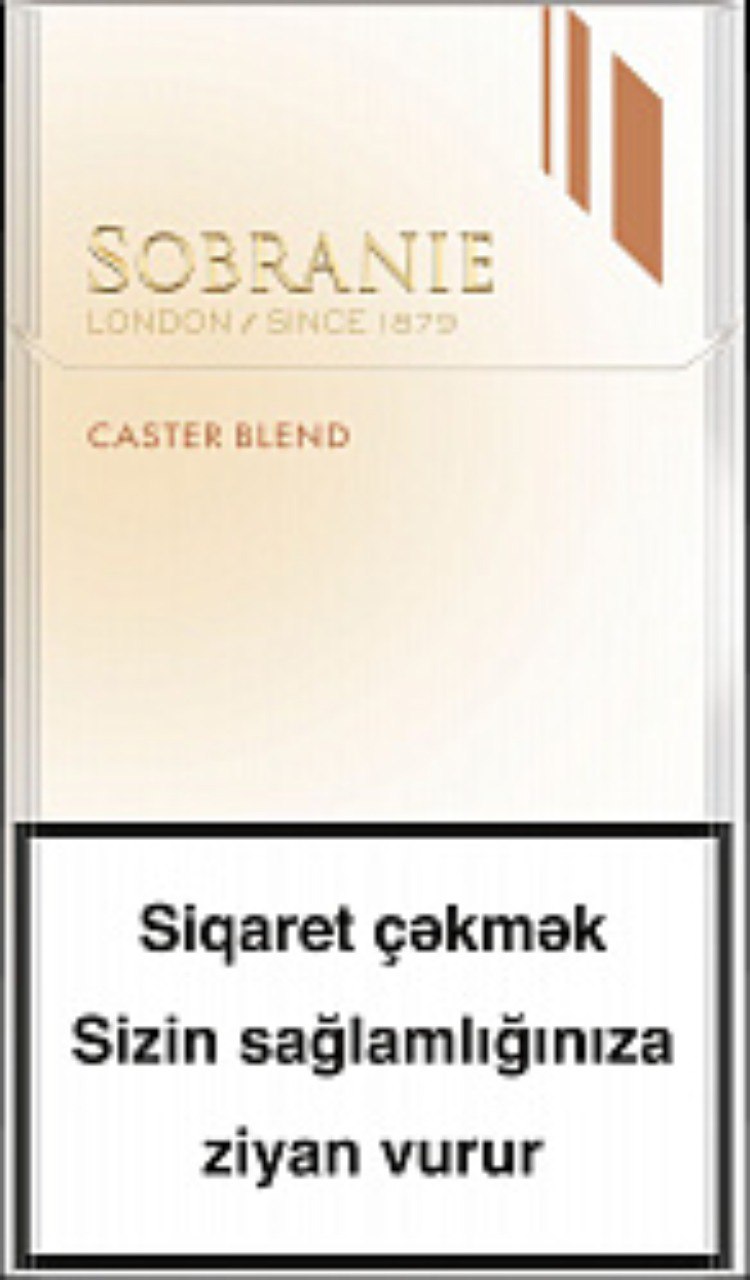 SOBRANIE
LONDON / SINCE 1879
CASTER BLEND
Siqaret çəkmək
Sizin sağlamlığınıza
ziyan vurur